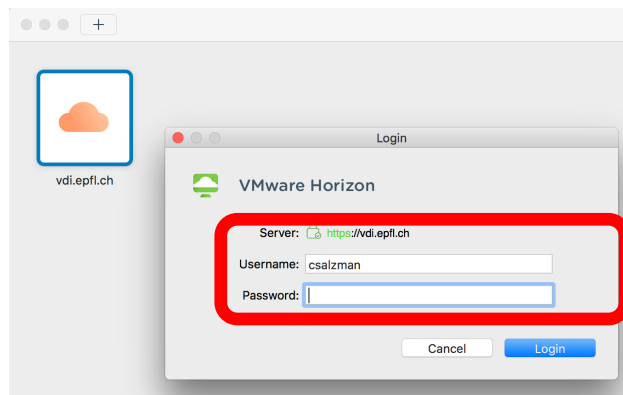 +
vdi.epfl.ch
Login
VMware Horizon
Server: https://vdi.epfl.ch
Username: csalzman
Password:
Cancel Login